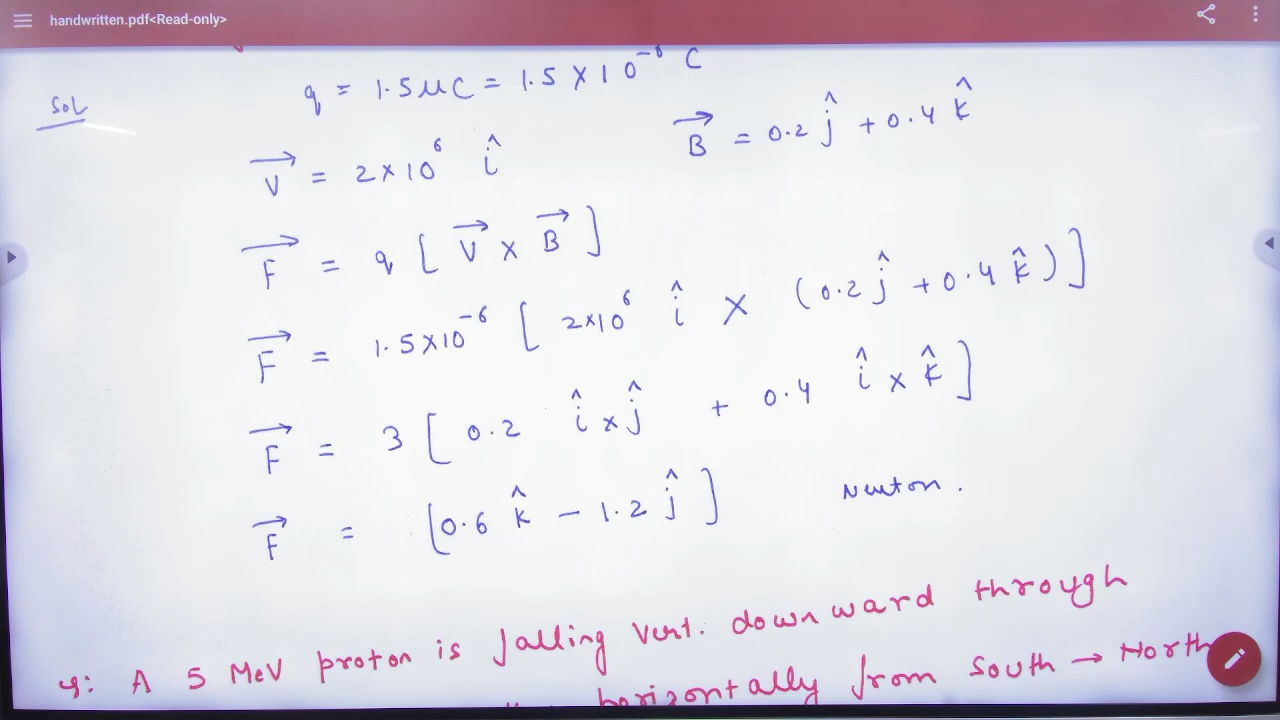 handwritten.pdf<Read-only>
q = 1.5 μC = 1.5 × 10⁻⁶ C
Sol
V⃗ = 2×10⁶ î
B⃗ = 0.2 ĵ + 0.4 k̂
F⃗ = q [ V⃗ × B⃗ ]
F⃗ = 1.5×10⁻⁶ [ 2×10⁶ î × (0.2 ĵ + 0.4 k̂ ) ]
F⃗ = 3 [ 0.2 î × ĵ + 0.4 î × k̂ ]
F⃗ = [0.6 k̂ − 1.2 ĵ ] Newton.
Q: A 5 MeV proton is falling vert. downward through
horizontally from South → North